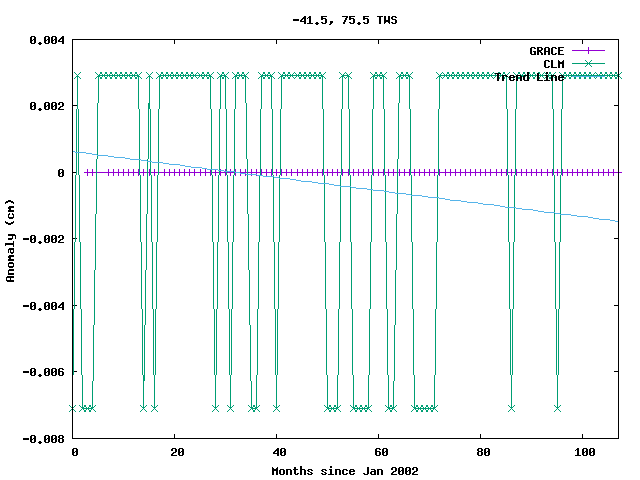 -41.5, 75.5 TWS
0.004
0.002
0
-0.002
-0.004
-0.006
-0.008
Anomaly (cm)
GRACE
CLM
Trend Line
0 20 40 60 80 100
Months since Jan 2002